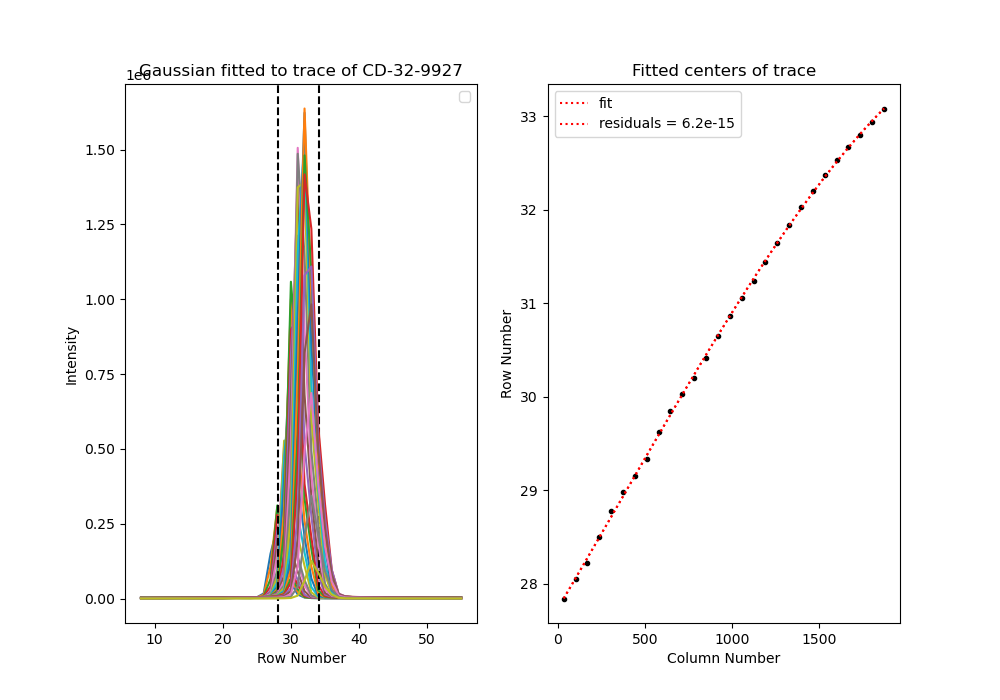 Gaussian fitted to trace of CD-32-9927
1e6
1.50
1.25
1.00
0.75
0.50
0.25
0.00
Intensity
10 20 30 40 50
Row Number
Fitted centers of trace
fit
residuals = 6.2e-15
33
32
31
30
29
28
Row Number
0 500 1000 1500
Column Number